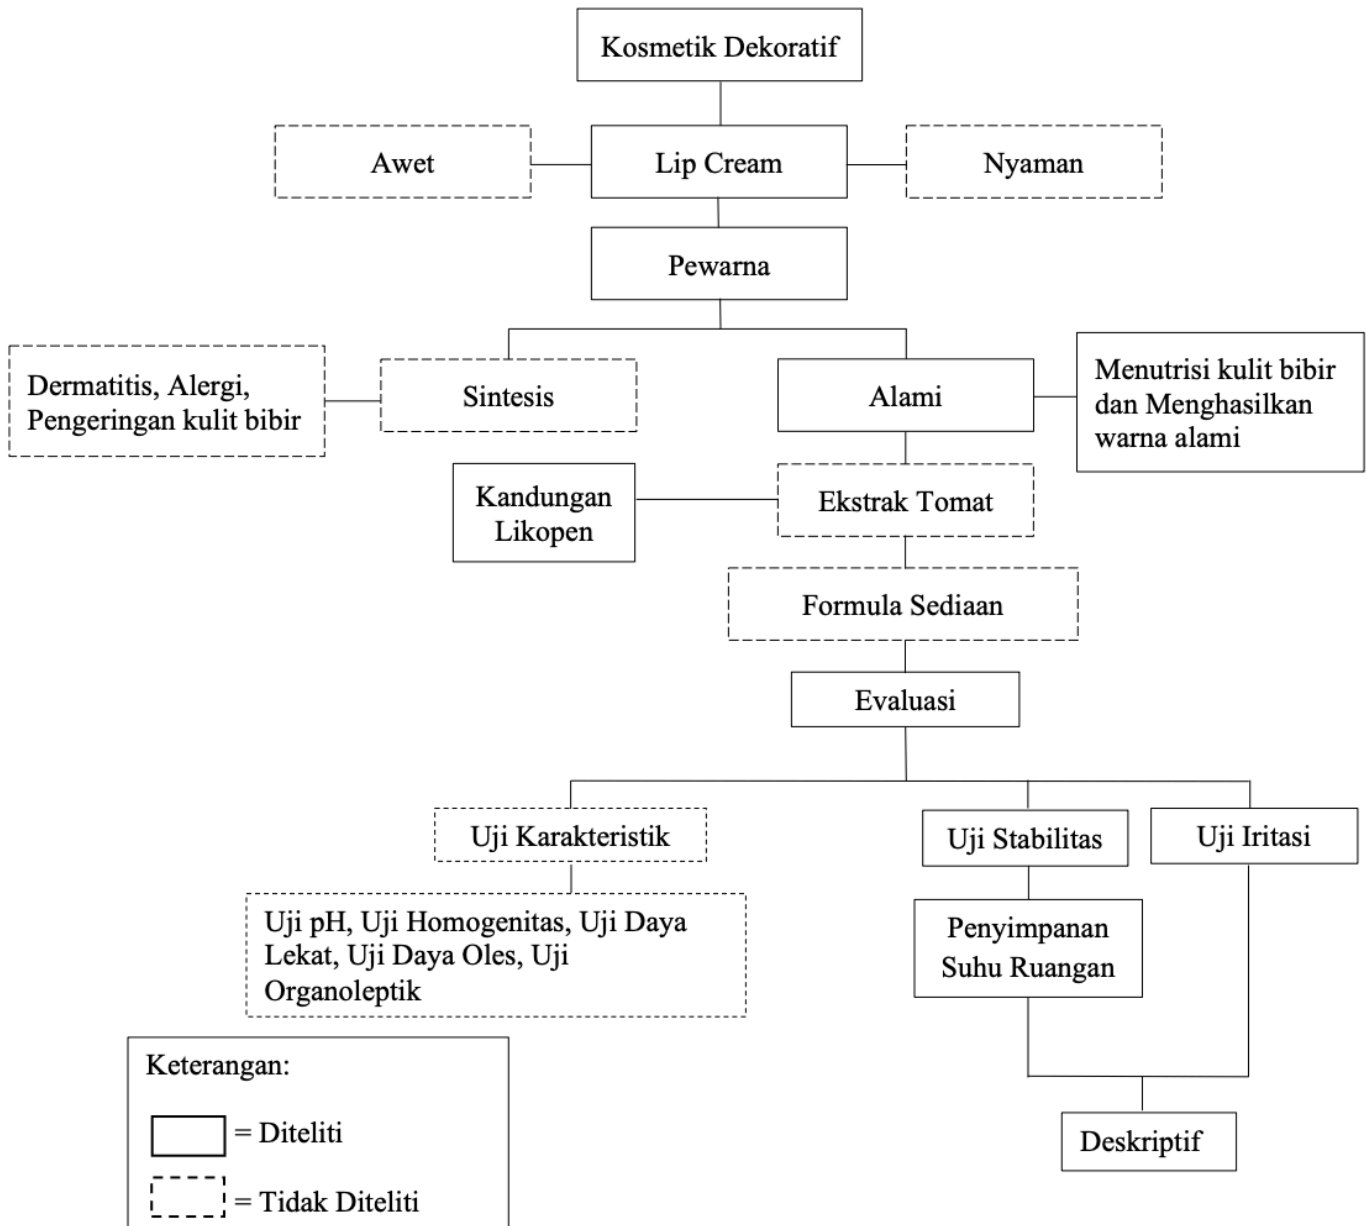 Kosmetik Dekoratif
Awet
Lip Cream
Nyaman
Pewarna
Dermatitis, Alergi,
Pengeringan kulit bibir
Sintesis
Alami
Menutrisi kulit bibir
dan Menghasilkan
warna alami
Kandungan
Likopen
Ekstrak Tomat
Formula Sediaan
Evaluasi
Uji Karakteristik
Uji Stabilitas
Uji Iritasi
Uji pH, Uji Homogenitas, Uji Daya
Lekat, Uji Daya Oles, Uji
Organoleptik
Penyimpanan
Suhu Ruangan
Keterangan:
= Diteliti
= Tidak Diteliti
Deskriptif